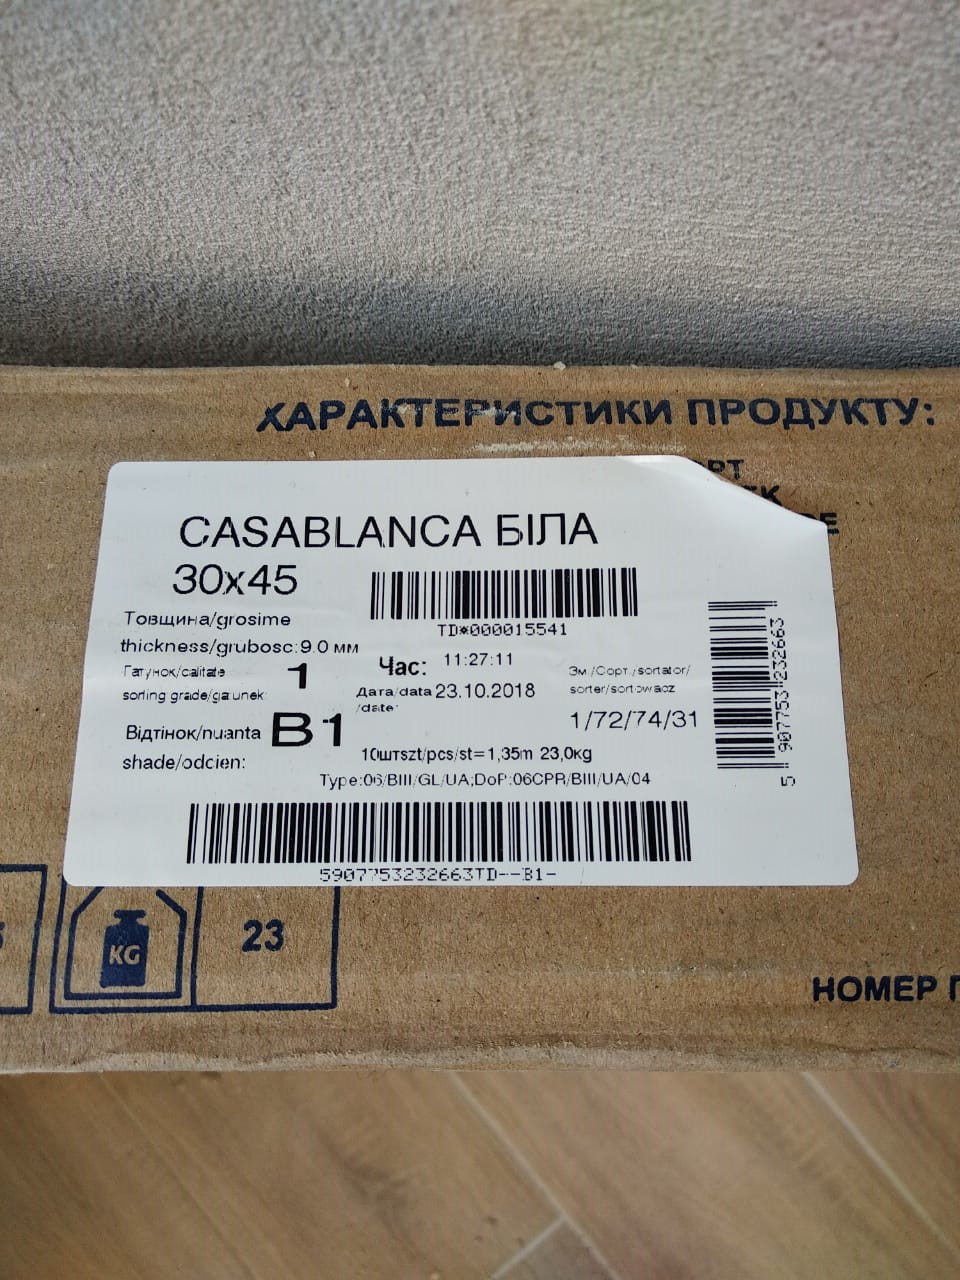 ХАРАКТЕРИСТИКИ ПРОДУКТУ:
CASABLANCA БІЛА
30x45
TD*000015541
Товщина/grosime
thickness/grubosc:9.0 мм
Гатунок/calitate
sorting grade/gatunek
1
Час: 11:27:11
Дата/data 23.10.2018
/date:
Зм./Сорт./sortator/
sorter/sortowacz
1/72/74/31
Відтінок/nuanta
shade/odcien:
B1
10штszt/pcs/st=1,35m 23,0кg
Type:06/BIII/GL/UA;DoP:06CPR/BIII/UA/04
5907753232663TD--B1-
5 907753 232663
KG
23
НОМЕР